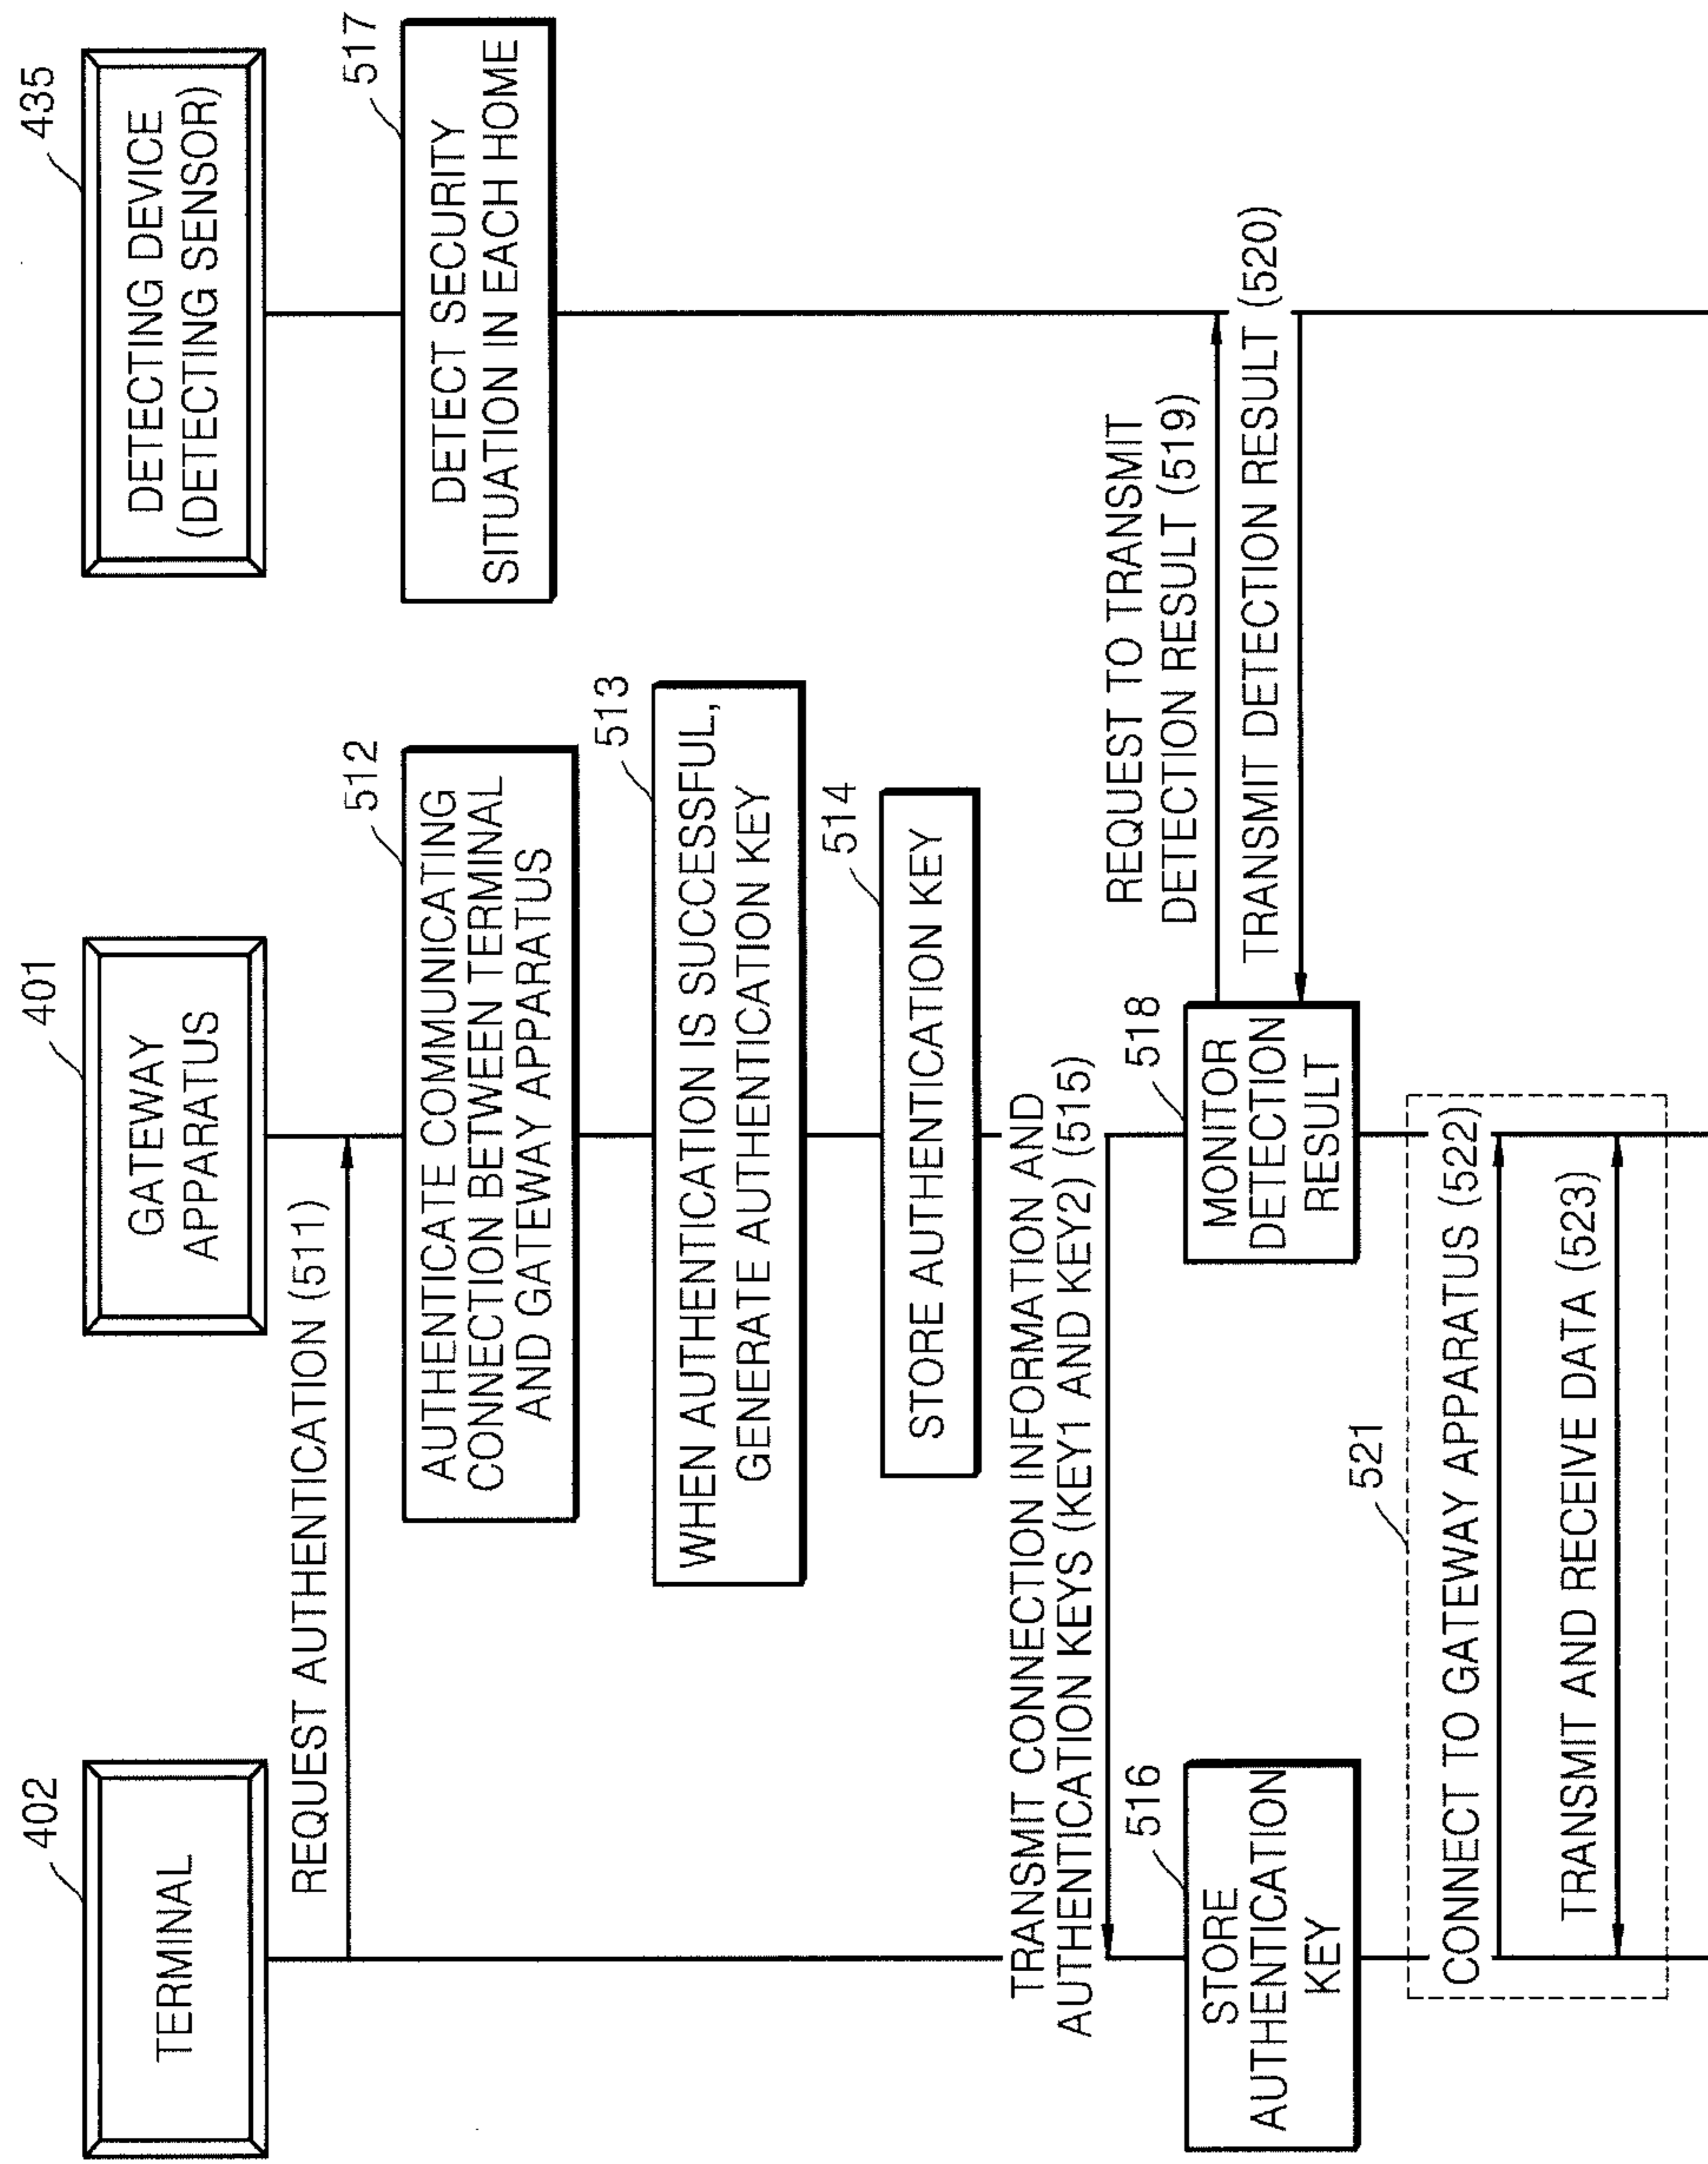 402
TERMINAL
401
GATEWAY
APPARATUS
435
DETECTING DEVICE
(DETECTING SENSOR)
REQUEST AUTHENTICATION (511)
512
AUTHENTICATE COMMUNICATING
CONNECTION BETWEEN TERMINAL
AND GATEWAY APPARATUS
517
DETECT SECURITY
SITUATION IN EACH HOME
513
WHEN AUTHENTICATION IS SUCCESSFUL,
GENERATE AUTHENTICATION KEY
514
STORE AUTHENTICATION KEY
TRANSMIT CONNECTION INFORMATION AND
AUTHENTICATION KEYS (KEY1 AND KEY2) (515)
516
STORE
AUTHENTICATION
KEY
518
MONITOR
DETECTION
RESULT
REQUEST TO TRANSMIT
DETECTION RESULT (519)
TRANSMIT DETECTION RESULT (520)
521
CONNECT TO GATEWAY APPARATUS (522)
TRANSMIT AND RECEIVE DATA (523)